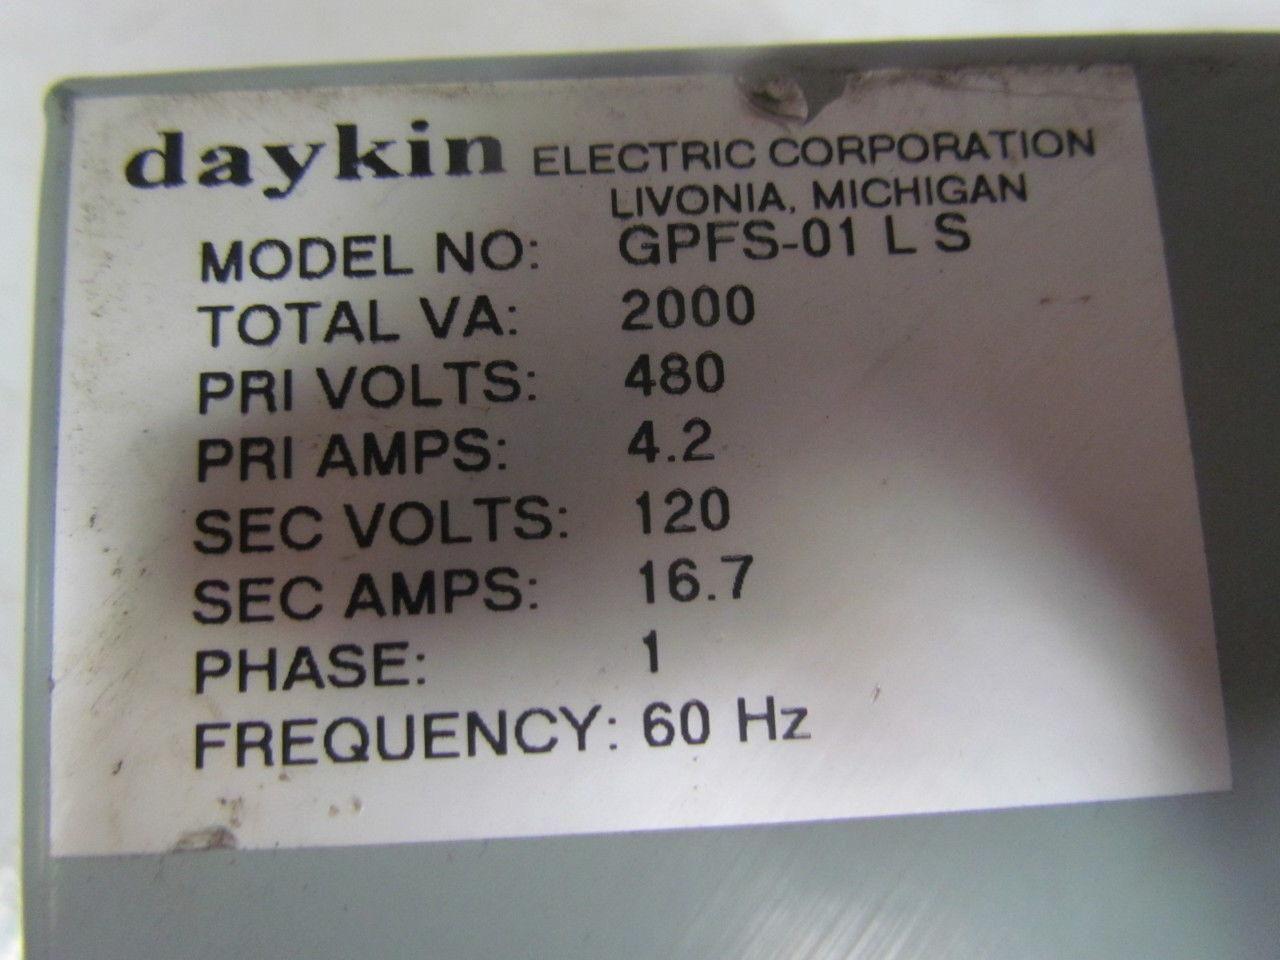 daykin ELECTRIC CORPORATION
LIVONIA, MICHIGAN
MODEL NO: GPFS-01 L S
TOTAL VA: 2000
PRI VOLTS: 480
PRI AMPS: 4.2
SEC VOLTS: 120
SEC AMPS: 16.7
PHASE: 1
FREQUENCY: 60 Hz